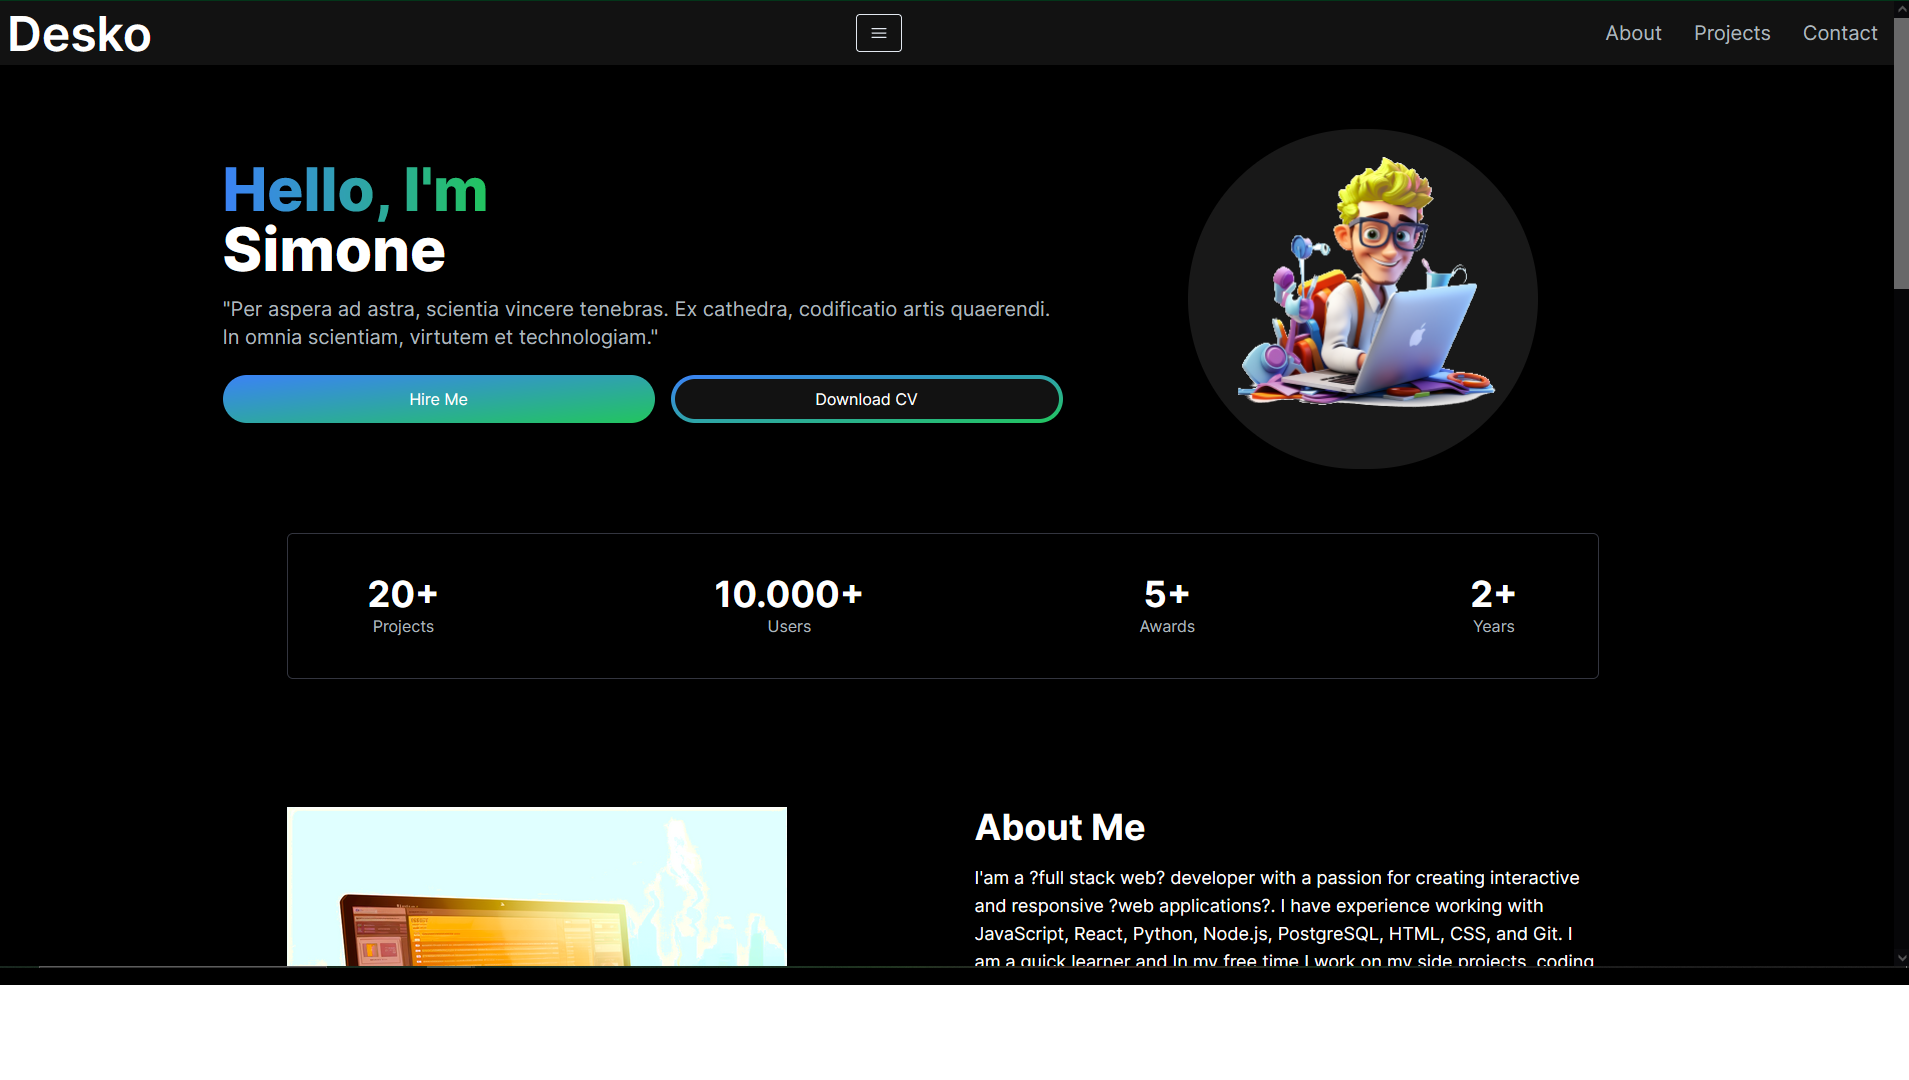 Desko
About Projects Contact
Hello, I'm
Simone
"Per aspera ad astra, scientia vincere tenebras. Ex cathedra, codificatio artis quaerendi.
In omnia scientiam, virtutem et technologiam."
Hire Me
Download CV
20+
Projects
10.000+
Users
5+
Awards
2+
Years
About Me
I'am a ?full stack web? developer with a passion for creating interactive
and responsive ?web applications?. I have experience working with
JavaScript, React, Python, Node.js, PostgreSQL, HTML, CSS, and Git. I
am a quick learner and In my free time I work on my side projects, coding